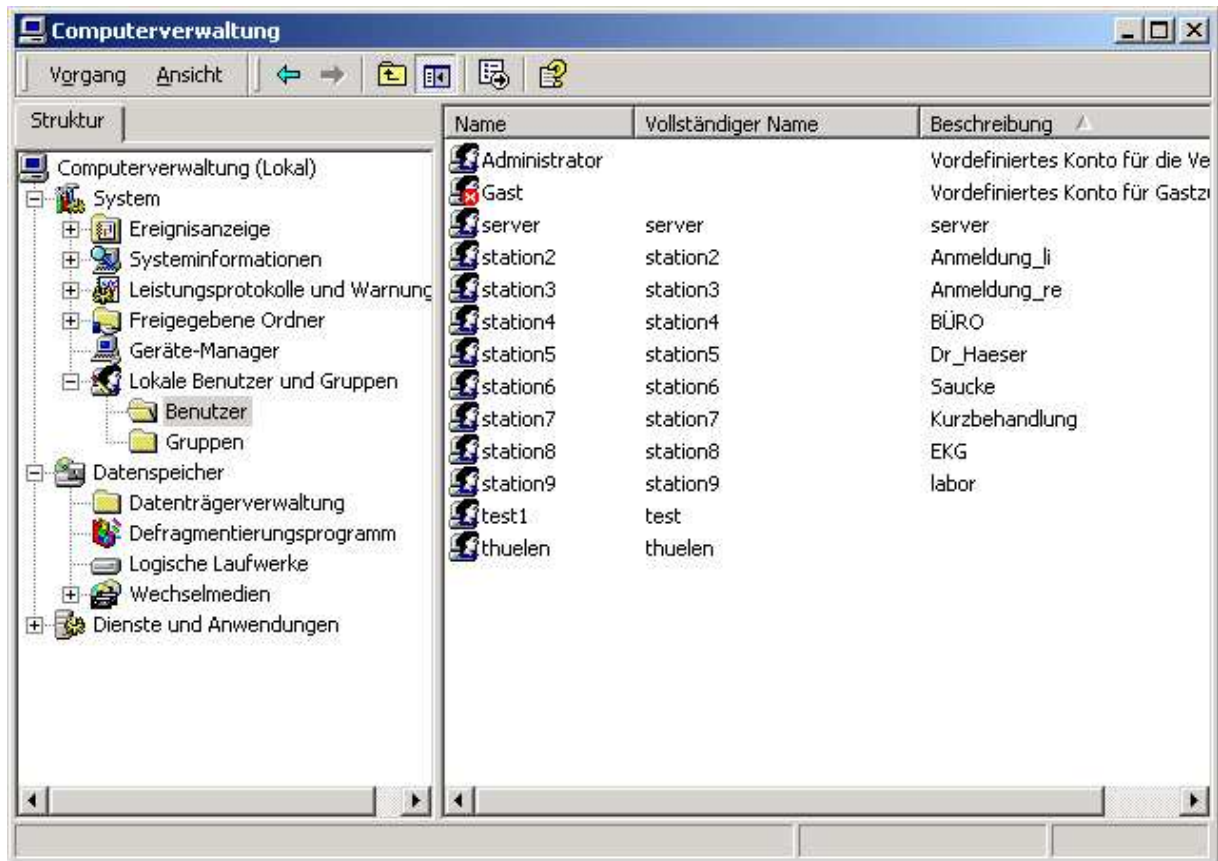 Computerverwaltung
Vorgang Ansicht
Struktur
Computerverwaltung (Lokal)
System
Ereignisanzeige
Systeminformationen
Leistungsprotokolle und Warnung
Freigegebene Ordner
Geräte-Manager
Lokale Benutzer und Gruppen
Benutzer
Gruppen
Datenspeicher
Datenträgerverwaltung
Defragmentierungsprogramm
Logische Laufwerke
Wechselmedien
Dienste und Anwendungen
Name Vollständiger Name Beschreibung
Administrator Vordefiniertes Konto für die Ve
Gast Vordefiniertes Konto für Gastzu
server server server
station2 station2 Anmeldung_li
station3 station3 Anmeldung_re
station4 station4 BÜRO
station5 station5 Dr_Haeser
station6 station6 Saucke
station7 station7 Kurzbehandlung
station8 station8 EKG
station9 station9 labor
test1 test
thuelen thuelen